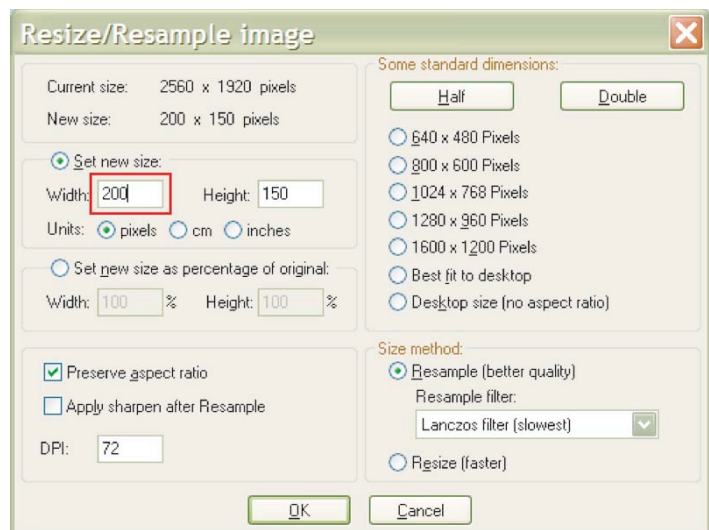 Resize/Resample image
Current size: 2560 x 1920 pixels
New size: 200 x 150 pixels
Set new size:
Width: 200 Height: 150
Units: pixels cm inches
Set new size as percentage of original:
Width: 100 % Height: 100 %
Preserve aspect ratio
Apply sharpen after Resample
DPI: 72
Some standard dimensions:
Half Double
640 x 480 Pixels
800 x 600 Pixels
1024 x 768 Pixels
1280 x 960 Pixels
1600 x 1200 Pixels
Best fit to desktop
Desktop size (no aspect ratio)
Size method:
Resample (better quality)
Resample filter:
Lanczos filter (slowest)
Resize (faster)
OK Cancel